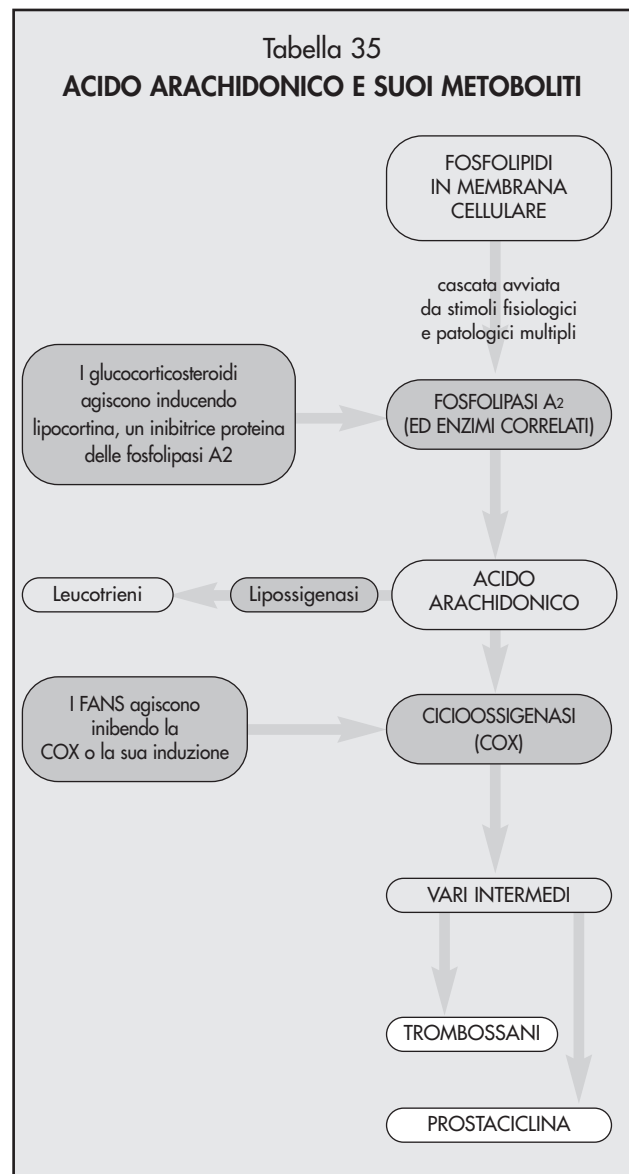 Tabella 35
ACIDO ARACHIDONICO E SUOI METOBOLITI
FOSFOLIPIDI
IN MEMBRANA
CELLULARE
cascata avviata
da stimoli fisiologici
e patologici multipli
I glucocorticosteroidi
agiscono inducendo
lipocortina, un inibitrice proteina
delle fosfolipasi A2
FOSFOLIPASI A2
(ED ENZIMI CORRELATI)
Leucotrieni
Lipossigenasi
ACIDO
ARACHIDONICO
I FANS agiscono
inibendo la
COX o la sua induzione
CICIOOSSIGENASI
(COX)
VARI INTERMEDI
TROMBOSSANI
PROSTACICLINA